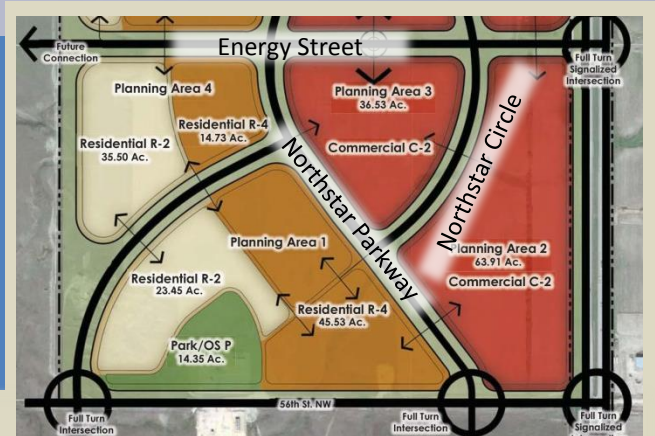 Energy Street
Future
Connection
Full Turn
Signalized
Intersection
Planning Area 4
Planning Area 3
36.53 Ac.
Residential R-4
14.73 Ac.
Residential R-2
35.50 Ac.
Commercial C-2
Northstar Circle
Northstar Parkway
Planning Area 1
Planning Area 2
63.91 Ac.
Commercial C-2
Residential R-2
23.45 Ac.
Residential R-4
45.53 Ac.
Park/OS P
14.35 Ac.
56th St. NW
Full Turn
Intersection
Full Turn
Intersection
Full Turn
Signalized